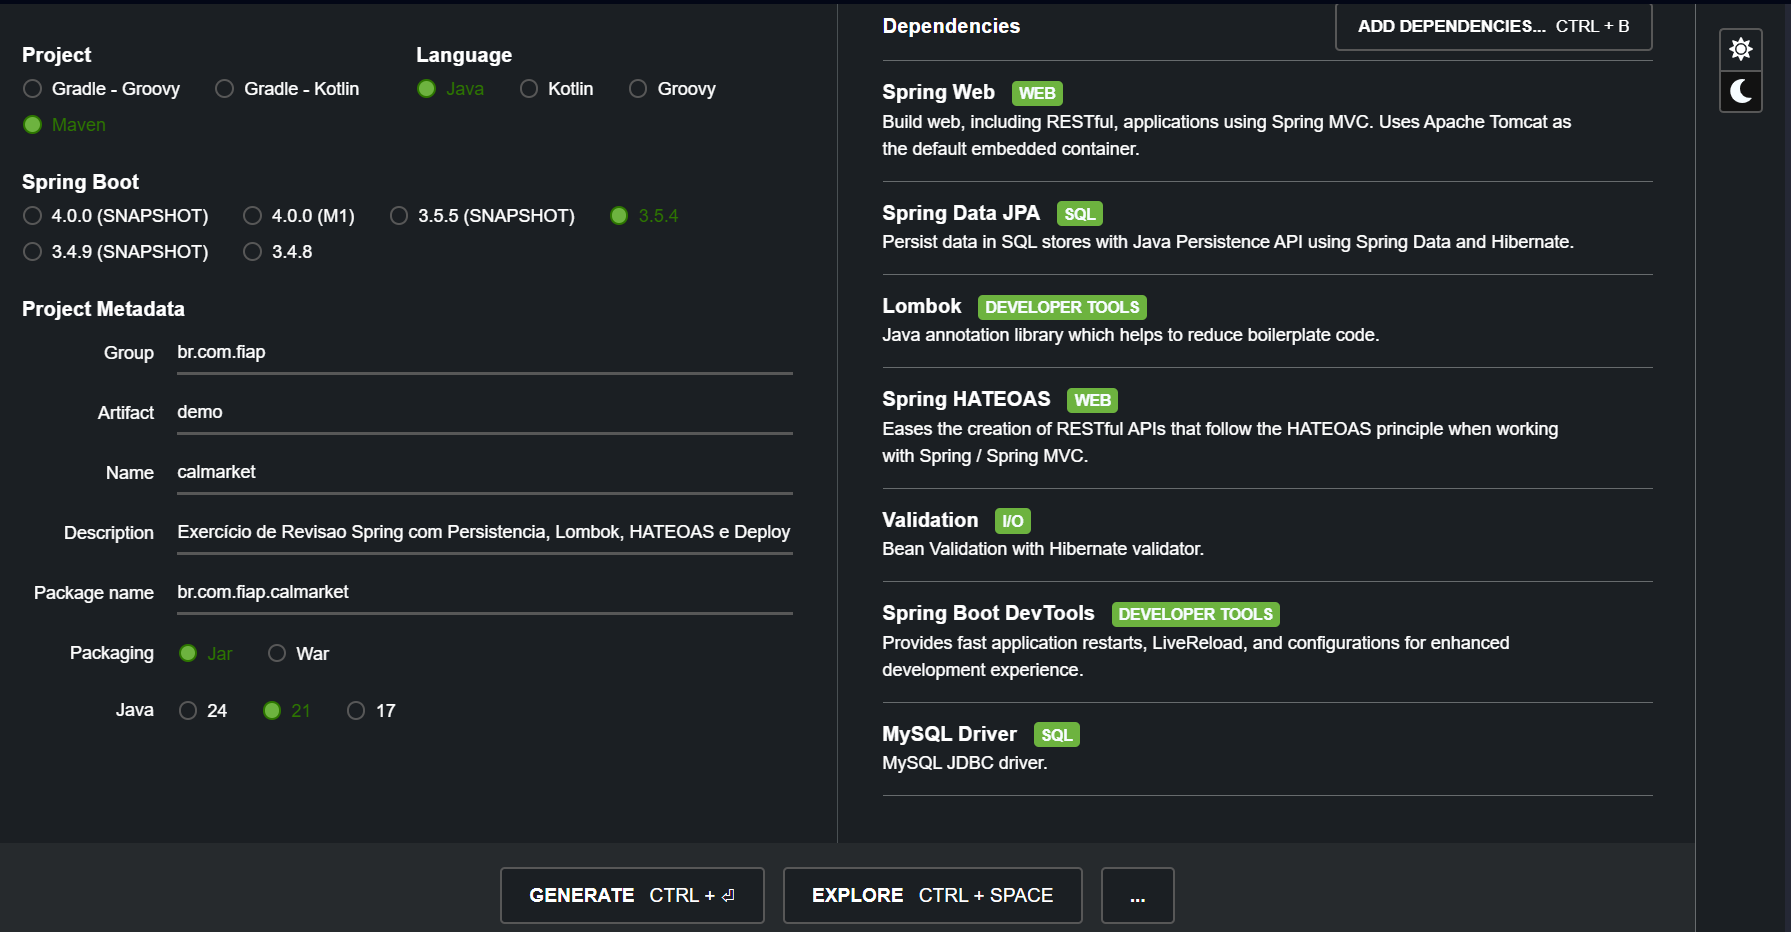 Project
Gradle - Groovy Gradle - Kotlin
Maven
Language
Java Kotlin Groovy
Spring Boot
4.0.0 (SNAPSHOT) 4.0.0 (M1) 3.5.5 (SNAPSHOT) 3.5.4
3.4.9 (SNAPSHOT) 3.4.8
Project Metadata
Group br.com.fiap
Artifact demo
Name calmarket
Description Exercício de Revisao Spring com Persistencia, Lombok, HATEOAS e Deploy
Package name br.com.fiap.calmarket
Packaging Jar War
Java 24 21 17
Dependencies ADD DEPENDENCIES... CTRL + B
Spring Web WEB
Build web, including RESTful, applications using Spring MVC. Uses Apache Tomcat as
the default embedded container.
Spring Data JPA SQL
Persist data in SQL stores with Java Persistence API using Spring Data and Hibernate.
Lombok DEVELOPER TOOLS
Java annotation library which helps to reduce boilerplate code.
Spring HATEOAS WEB
Eases the creation of RESTful APIs that follow the HATEOAS principle when working
with Spring / Spring MVC.
Validation I/O
Bean Validation with Hibernate validator.
Spring Boot DevTools DEVELOPER TOOLS
Provides fast application restarts, LiveReload, and configurations for enhanced
development experience.
MySQL Driver SQL
MySQL JDBC driver.
GENERATE CTRL + ⏎ EXPLORE CTRL + SPACE ...